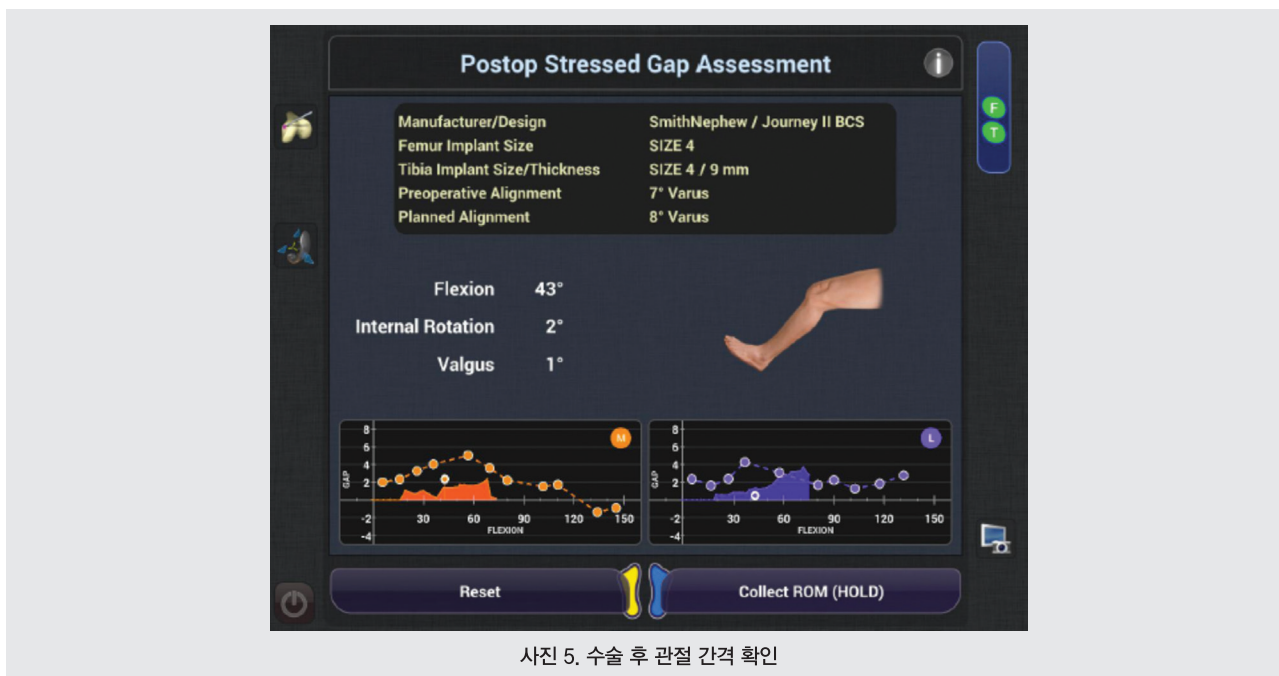 Postop Stressed Gap Assessment
i
F
T
Manufacturer/Design SmithNephew / Journey II BCS
Femur Implant Size SIZE 4
Tibia Implant Size/Thickness SIZE 4 / 9 mm
Preoperative Alignment 7° Varus
Planned Alignment 8° Varus
Flexion 43°
Internal Rotation 2°
Valgus 1°
M
8
6
4
2
-2
-4
GAP
30 60 90 120 150
FLEXION
L
8
6
4
2
-2
-4
GAP
30 60 90 120 150
FLEXION
Reset
Collect ROM (HOLD)
사진 5. 수술 후 관절 간격 확인